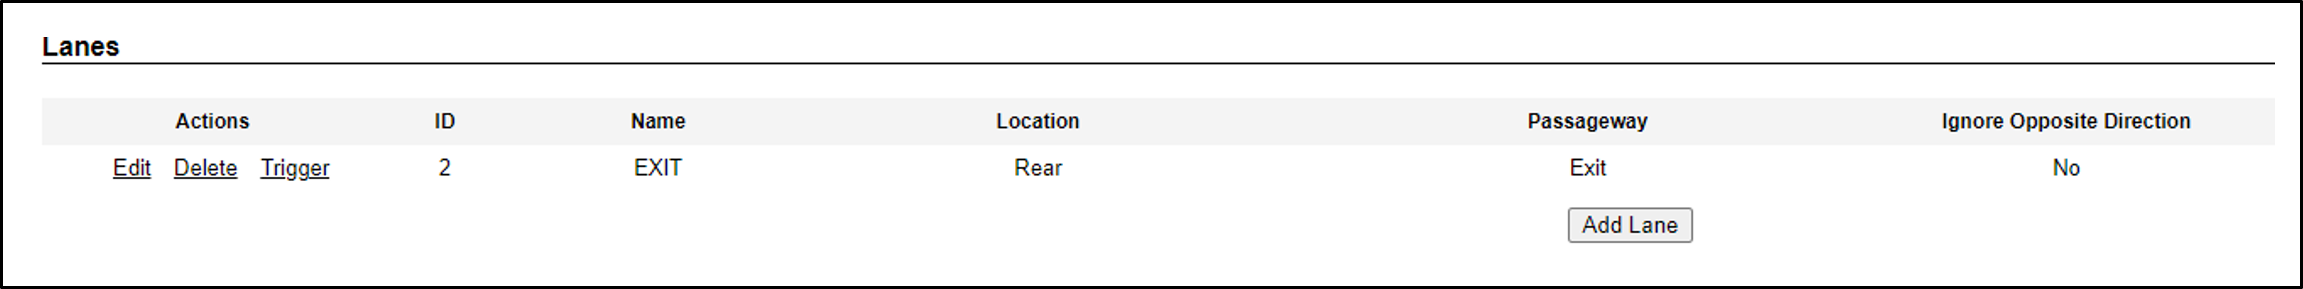 Lanes
Actions ID Name Location Passageway Ignore Opposite Direction
Edit Delete Trigger 2 EXIT Rear Exit No
Add Lane